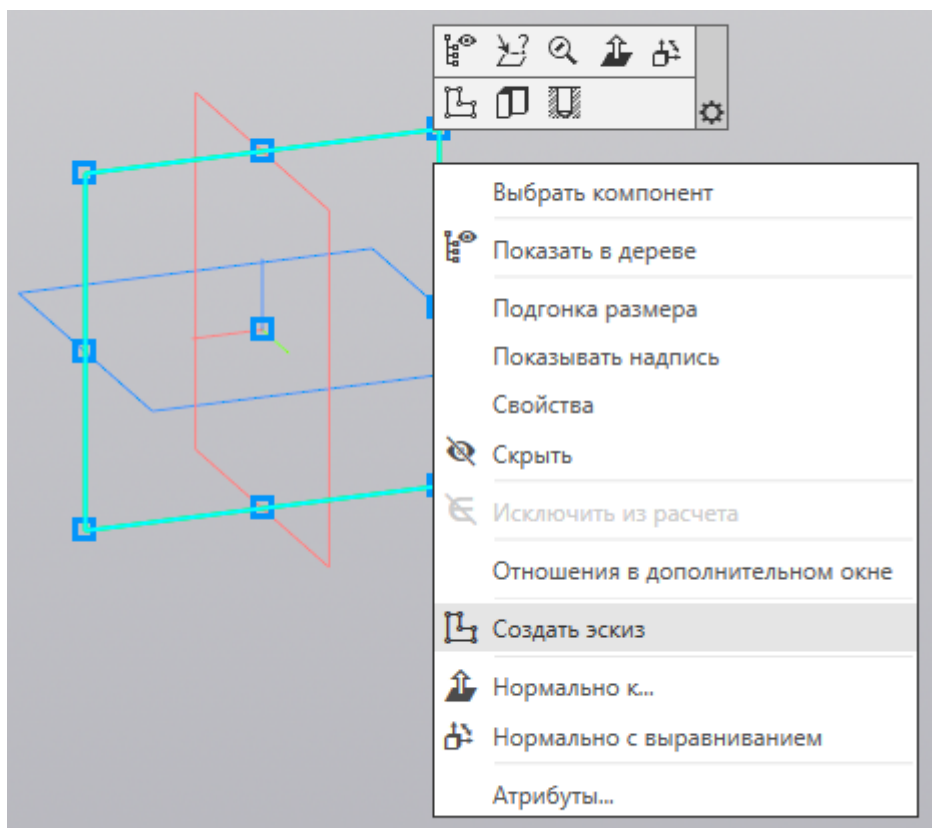 Выбрать компонент
Показать в дереве
Подгонка размера
Показывать надпись
Свойства
Скрыть
Исключить из расчета
Отношения в дополнительном окне
Создать эскиз
Нормально к...
Нормально с выравниванием
Атрибуты...